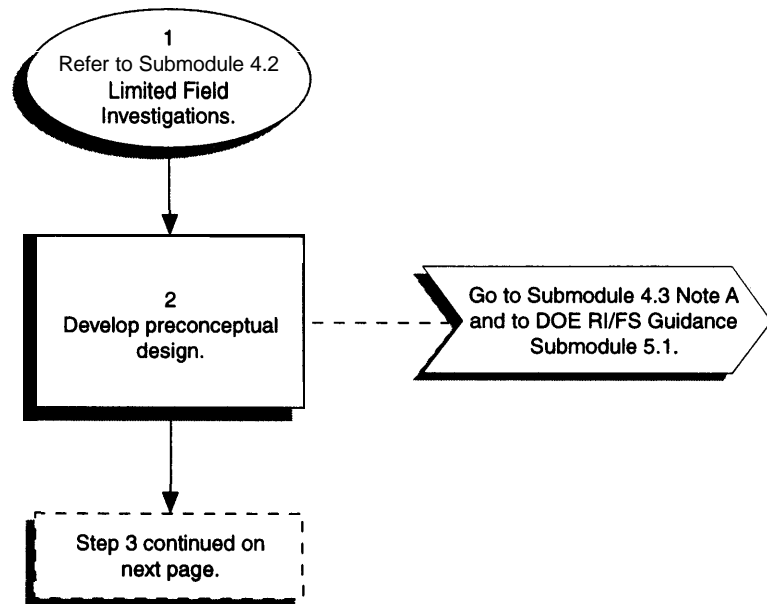 1
Refer to Submodule 4.2
Limited Field
Investigations.
2
Develop preconceptual
design.
Go to Submodule 4.3 Note A
and to DOE RI/FS Guidance
Submodule 5.1.
Step 3 continued on
next page.